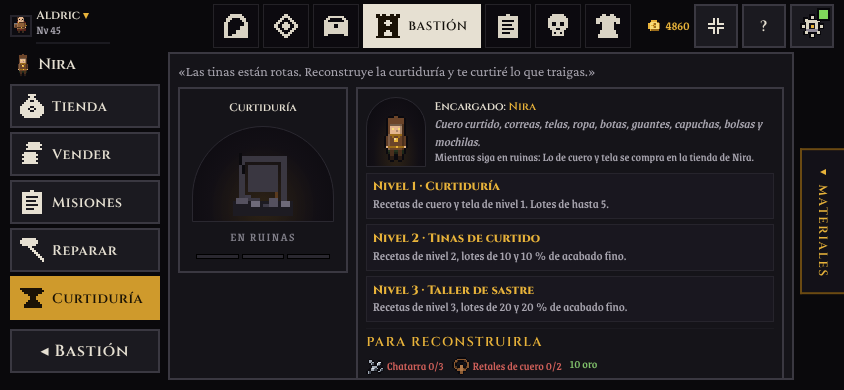 Aldric ▾
Nv 45
Bastión
4860
?
Nira
Tienda
Vender
Misiones
Reparar
Curtiduría
◂ Bastión
«Las tinas están rotas. Reconstruye la curtiduría y te curtiré lo que traigas.»
Curtiduría
EN RUINAS
Encargado: Nira
Cuero curtido, correas, telas, ropa, botas, guantes, capuchas, bolsas y
mochilas.
Mientras siga en ruinas: Lo de cuero y tela se compra en la tienda de Nira.
Nivel 1 · Curtiduría
Recetas de cuero y tela de nivel 1. Lotes de hasta 5.
Nivel 2 · Tinas de curtido
Recetas de nivel 2, lotes de 10 y 10 % de acabado fino.
Nivel 3 · Taller de sastre
Recetas de nivel 3, lotes de 20 y 20 % de acabado fino.
PARA RECONSTRUIRLA
Chatarra 0/3 Retales de cuero 0/2 10 oro
◂ MATERIALES